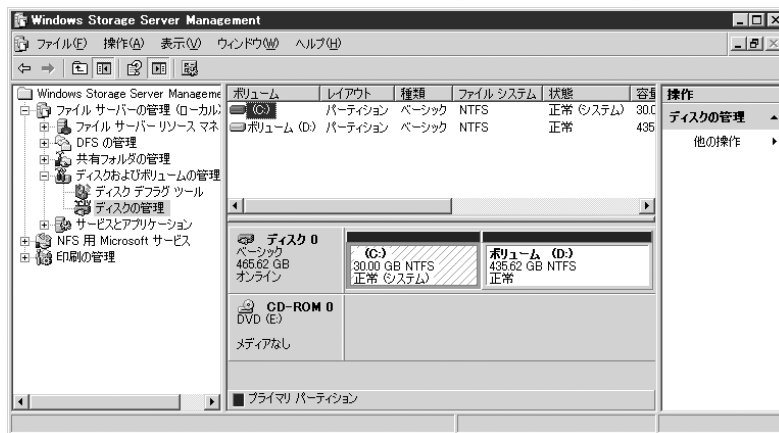 Windows Storage Server Management
ファイル(F) 操作(A) 表示(V) ウィンドウ(W) ヘルプ(H)
Windows Storage Server Manageme
ファイル サーバーの管理 (ローカル)
ファイル サーバー リソース マネ
DFS の管理
共有フォルダの管理
ディスクおよびボリュームの管理
ディスク デフラグ ツール
ディスクの管理
サービスとアプリケーション
NFS 用 Microsoft サービス
印刷の管理
ボリューム レイアウト 種類 ファイル システム 状態 容量
(C:) パーティション ベーシック NTFS 正常 (システム) 30.0
ボリューム (D:) パーティション ベーシック NTFS 正常 435
ディスク 0
ベーシック
465.62 GB
オンライン
(C:)
30.00 GB NTFS
正常 (システム)
ボリューム (D:)
435.62 GB NTFS
正常
CD-ROM 0
DVD (E:)
メディアなし
プライマリ パーティション
操作
ディスクの管理
他の操作